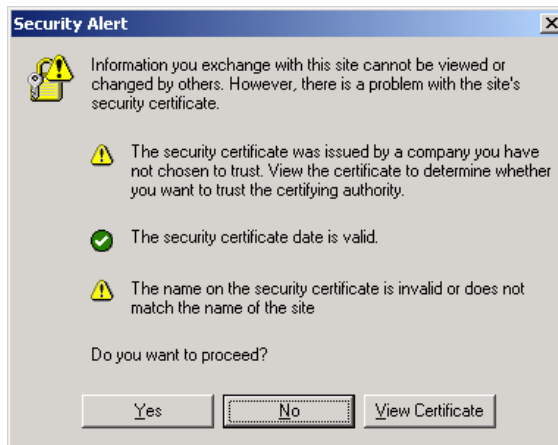 Security Alert
Information you exchange with this site cannot be viewed or
changed by others. However, there is a problem with the site's
security certificate.
The security certificate was issued by a company you have
not chosen to trust. View the certificate to determine whether
you want to trust the certifying authority.
The security certificate date is valid.
The name on the security certificate is invalid or does not
match the name of the site
Do you want to proceed?
Yes
No
View Certificate